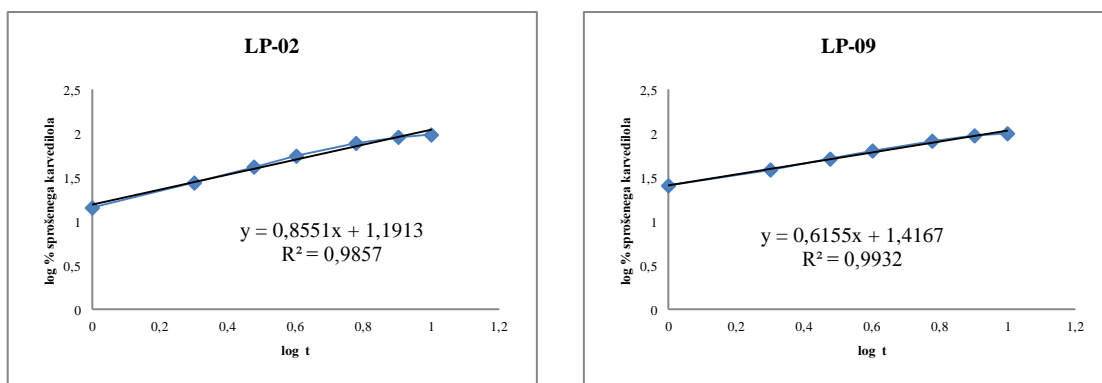 LP-02
log % sprošenega karvedilola
2,5
2
1,5
1
0,5
0
y = 0,8551x + 1,1913
R² = 0,9857
0 0,2 0,4 0,6 0,8 1 1,2
log t
LP-09
log % sprošenega karvedilola
2,5
2
1,5
1
0,5
0
y = 0,6155x + 1,4167
R² = 0,9932
0 0,2 0,4 0,6 0,8 1 1,2
log t